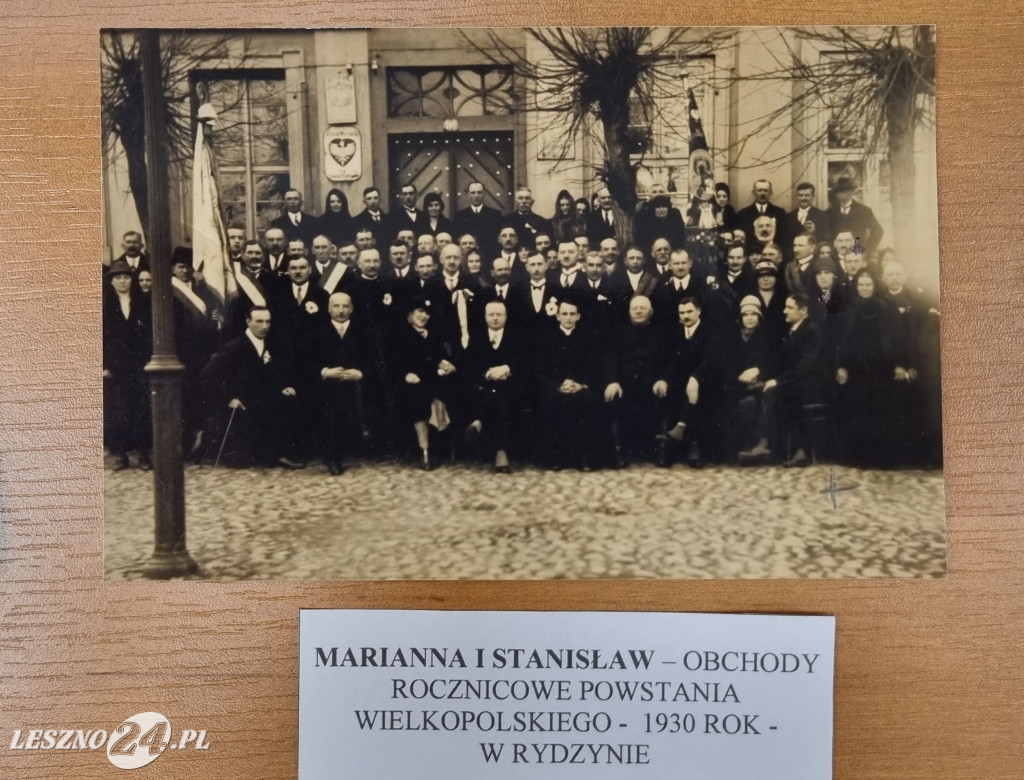 MARIANNA I STANISŁAW – OBCHODY
ROCZNICOWE POWSTANIA
WIELKOPOLSKIEGO - 1930 ROK -
W RYDZYNIE
LESZNO24.PL